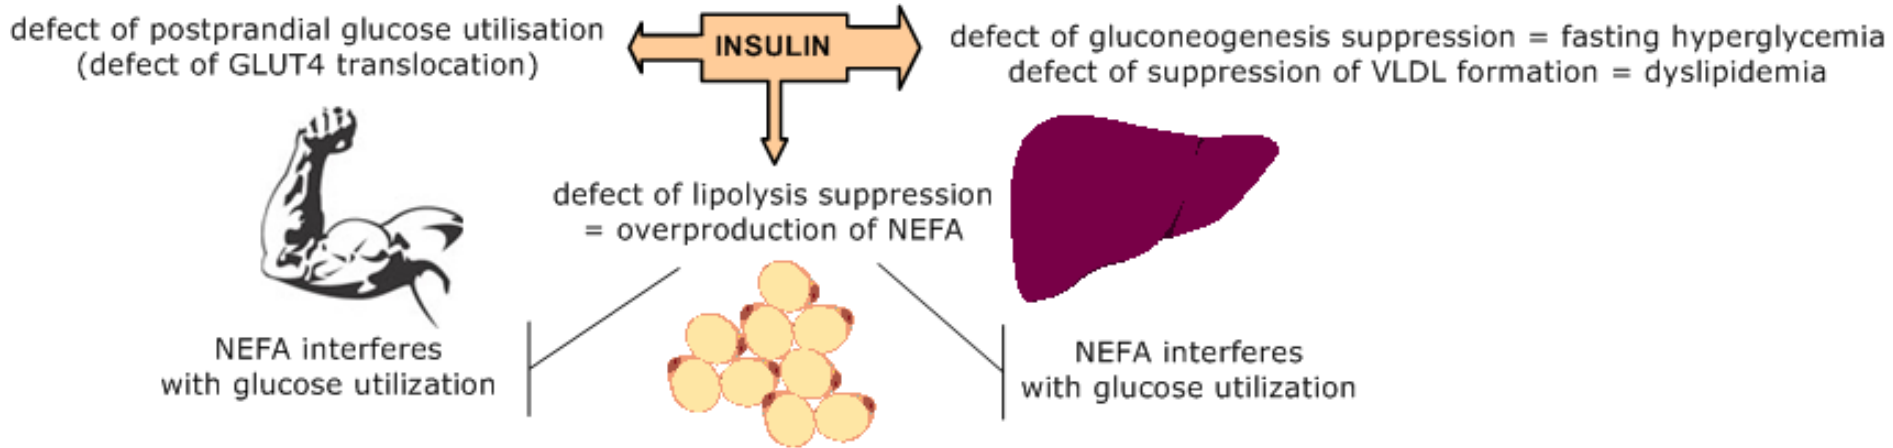 defect of postprandial glucose utilisation
(defect of GLUT4 translocation)
INSULIN
defect of gluconeogenesis suppression = fasting hyperglycemia
defect of suppression of VLDL formation = dyslipidemia
defect of lipolysis suppression
= overproduction of NEFA
NEFA interferes
with glucose utilization
NEFA interferes
with glucose utilization